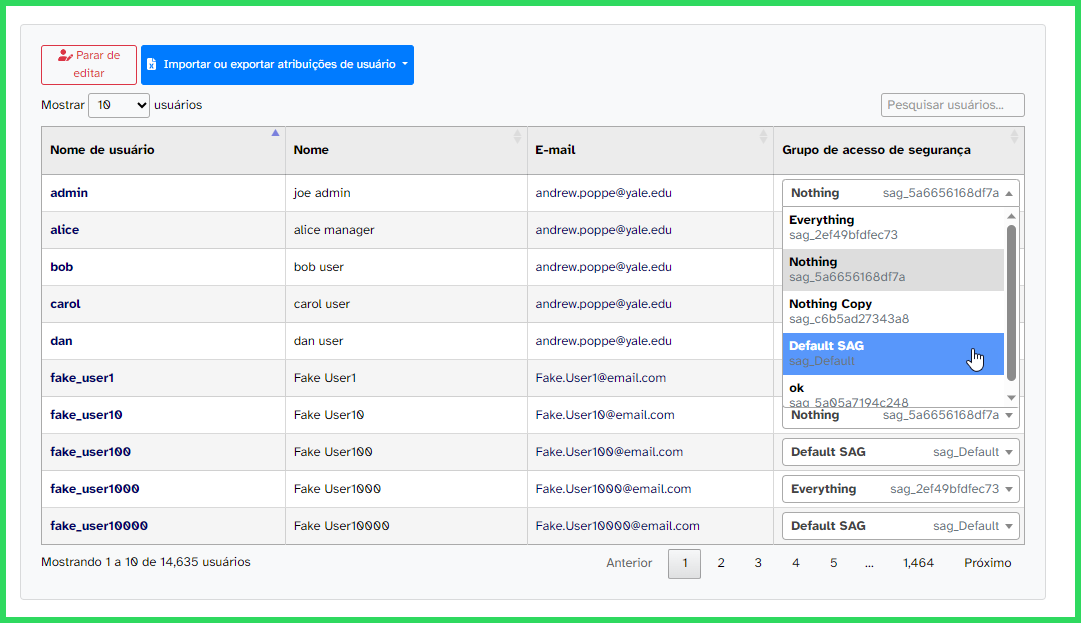 Parar de
editar
Importar ou exportar atribuições de usuário
Mostrar 10 usuários
Pesquisar usuários...
Nome de usuário Nome E-mail Grupo de acesso de segurança
admin joe admin andrew.poppe@yale.edu Nothing sag_5a6656168df7a
alice alice manager andrew.poppe@yale.edu
bob bob user andrew.poppe@yale.edu
carol carol user andrew.poppe@yale.edu
dan dan user andrew.poppe@yale.edu
fake_user1 Fake User1 Fake.User1@email.com
Everything
sag_2ef49bfdfec73
Nothing
sag_5a6656168df7a
Nothing Copy
sag_c6b5ad27343a8
Default SAG
sag_Default
ok
sag_5a05a7194c248
fake_user10 Fake User10 Fake.User10@email.com Nothing sag_5a6656168df7a
fake_user100 Fake User100 Fake.User100@email.com Default SAG sag_Default
fake_user1000 Fake User1000 Fake.User1000@email.com Everything sag_2ef49bfdfec73
fake_user10000 Fake User10000 Fake.User10000@email.com Default SAG sag_Default
Mostrando 1 a 10 de 14,635 usuários
Anterior 1 2 3 4 5 ... 1,464 Próximo